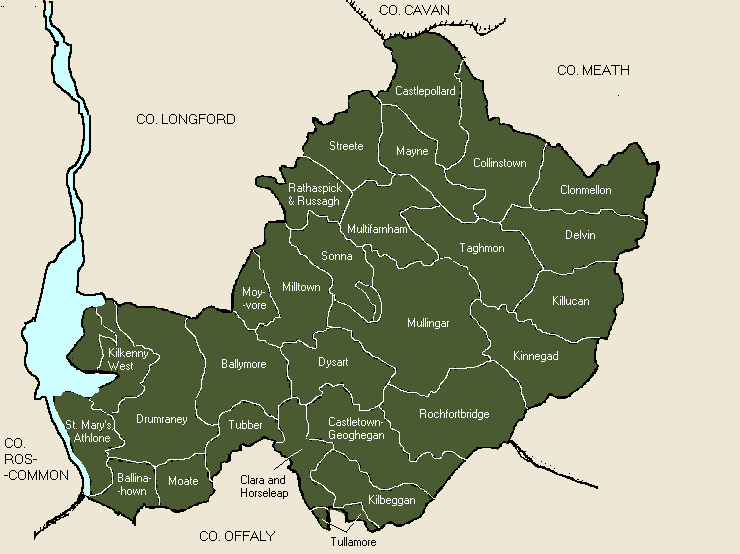 CO. CAVAN
CO. MEATH
CO. LONGFORD
Castlepollard
Streete
Mayne
Collinstown
Clonmellon
Rathaspick
& Russagh
Multifarnham
Delvin
Taghmon
Sonna
Milltown
Moy-
-vore
Killucan
Mullingar
Kinnegad
Kilkenny
West
Ballymore
Dysart
Drumraney
Rochfortbridge
St. Mary's
Athlone
Tubber
Castletown-
Geoghegan
CO.
ROS-
-COMMON
Ballina-
-hown
Moate
Clara and
Horseleap
Kilbeggan
CO. OFFALY
Tullamore